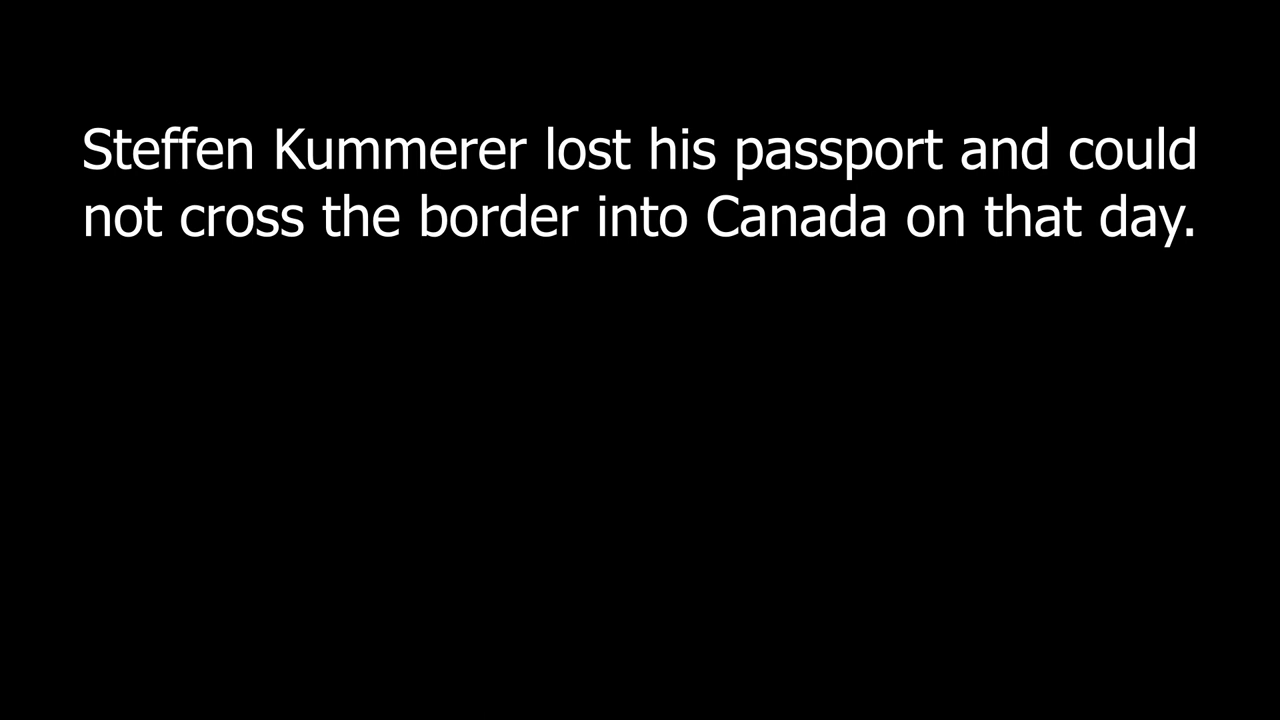 Steffen Kummerer lost his passport and could
not cross the border into Canada on that day.